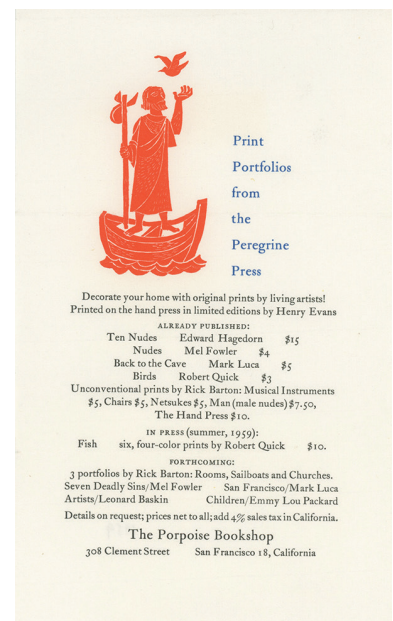 Print
Portfolios
from
the
Peregrine
Press
Decorate your home with original prints by living artists!
Printed on the hand press in limited editions by Henry Evans
ALREADY PUBLISHED:
Ten Nudes Edward Hagedorn $15
Nudes Mel Fowler $4
Back to the Cave Mark Luca $5
Birds Robert Quick $3
Unconventional prints by Rick Barton: Musical Instruments
$5, Chairs $5, Netsukes $5, Man (male nudes) $7.50,
The Hand Press $10.
IN PRESS (summer, 1959):
Fish six, four-color prints by Robert Quick $10.
FORTHCOMING:
3 portfolios by Rick Barton: Rooms, Sailboats and Churches.
Seven Deadly Sins/Mel Fowler San Francisco/Mark Luca
Artists/Leonard Baskin Children/Emmy Lou Packard
Details on request; prices net to all; add 4% sales tax in California.
The Porpoise Bookshop
308 Clement Street San Francisco 18, California